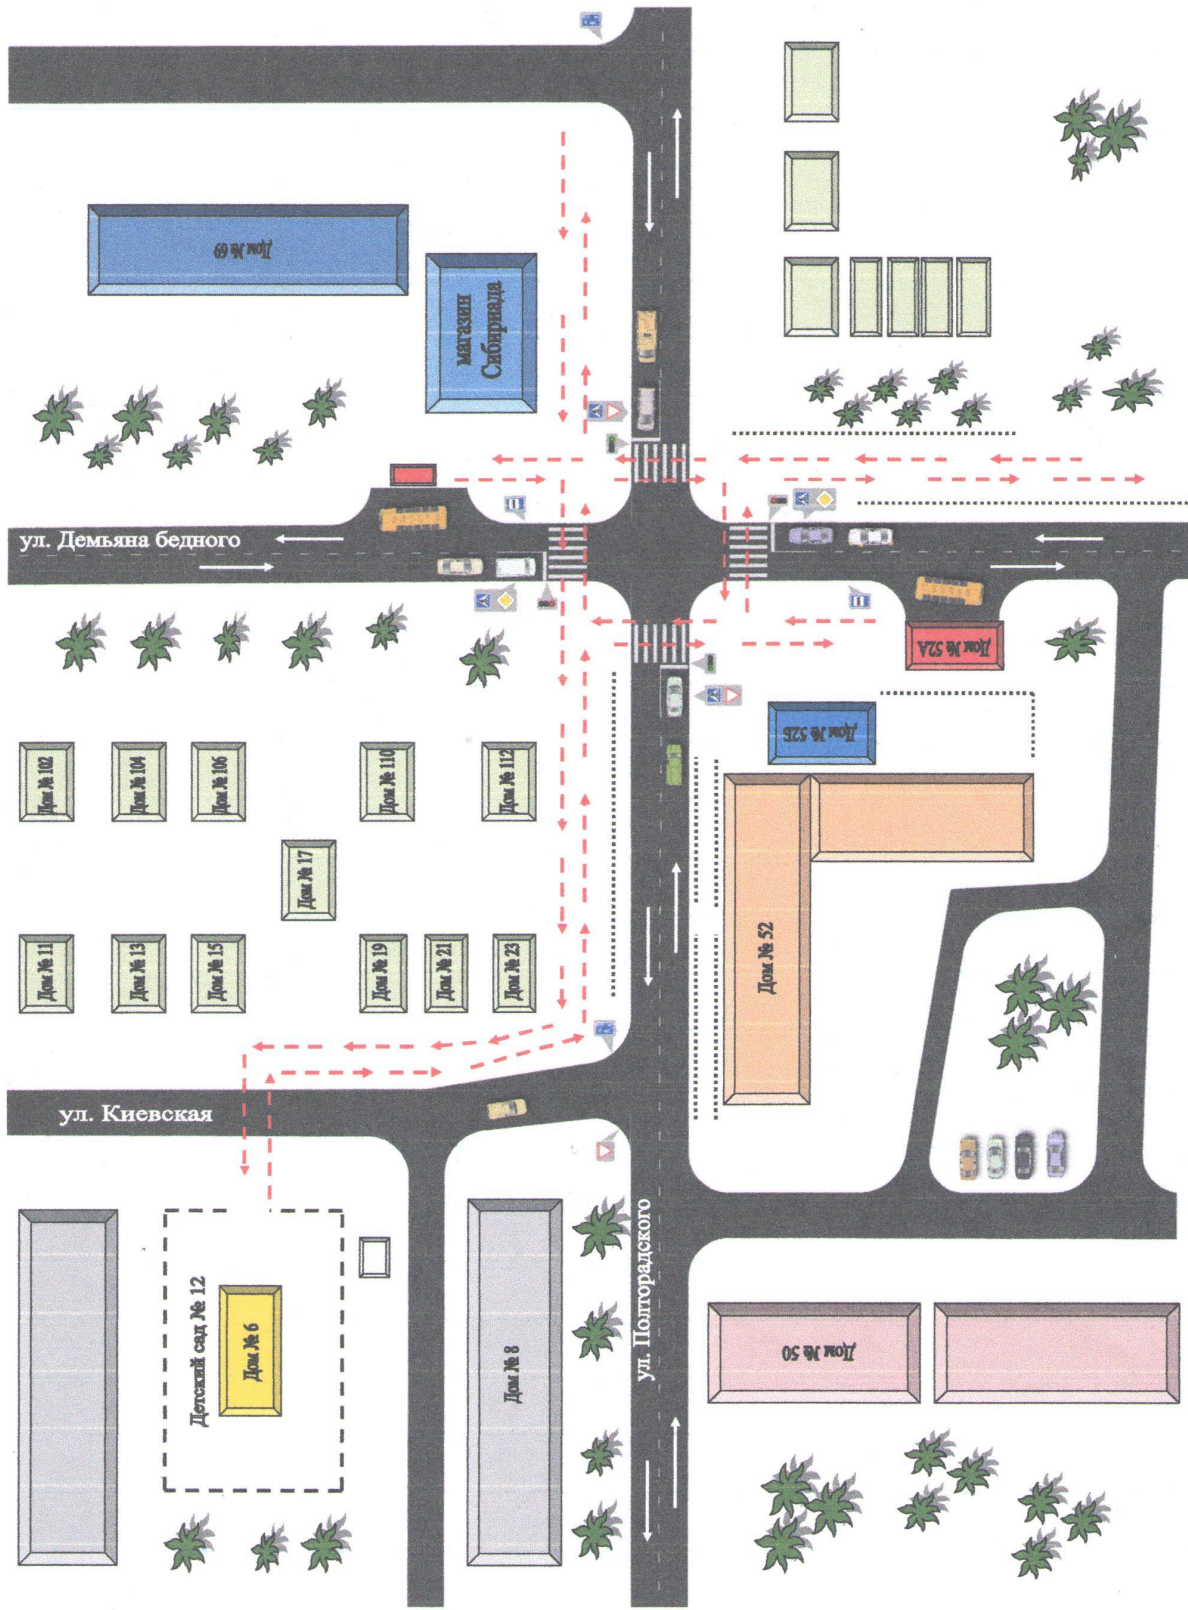 Дом № 69
магазин
Сибириада
ул. Демьяна бедного
Дом № 52А
Дом № 52Б
Дом № 102
Дом № 104
Дом № 106
Дом № 110
Дом № 112
Дом № 17
Дом № 11
Дом № 13
Дом № 15
Дом № 19
Дом № 21
Дом № 23
Дом № 52
ул. Киевская
Детский сад № 12
Дом № 6
Дом № 8
ул. Полторадского
Дом № 50